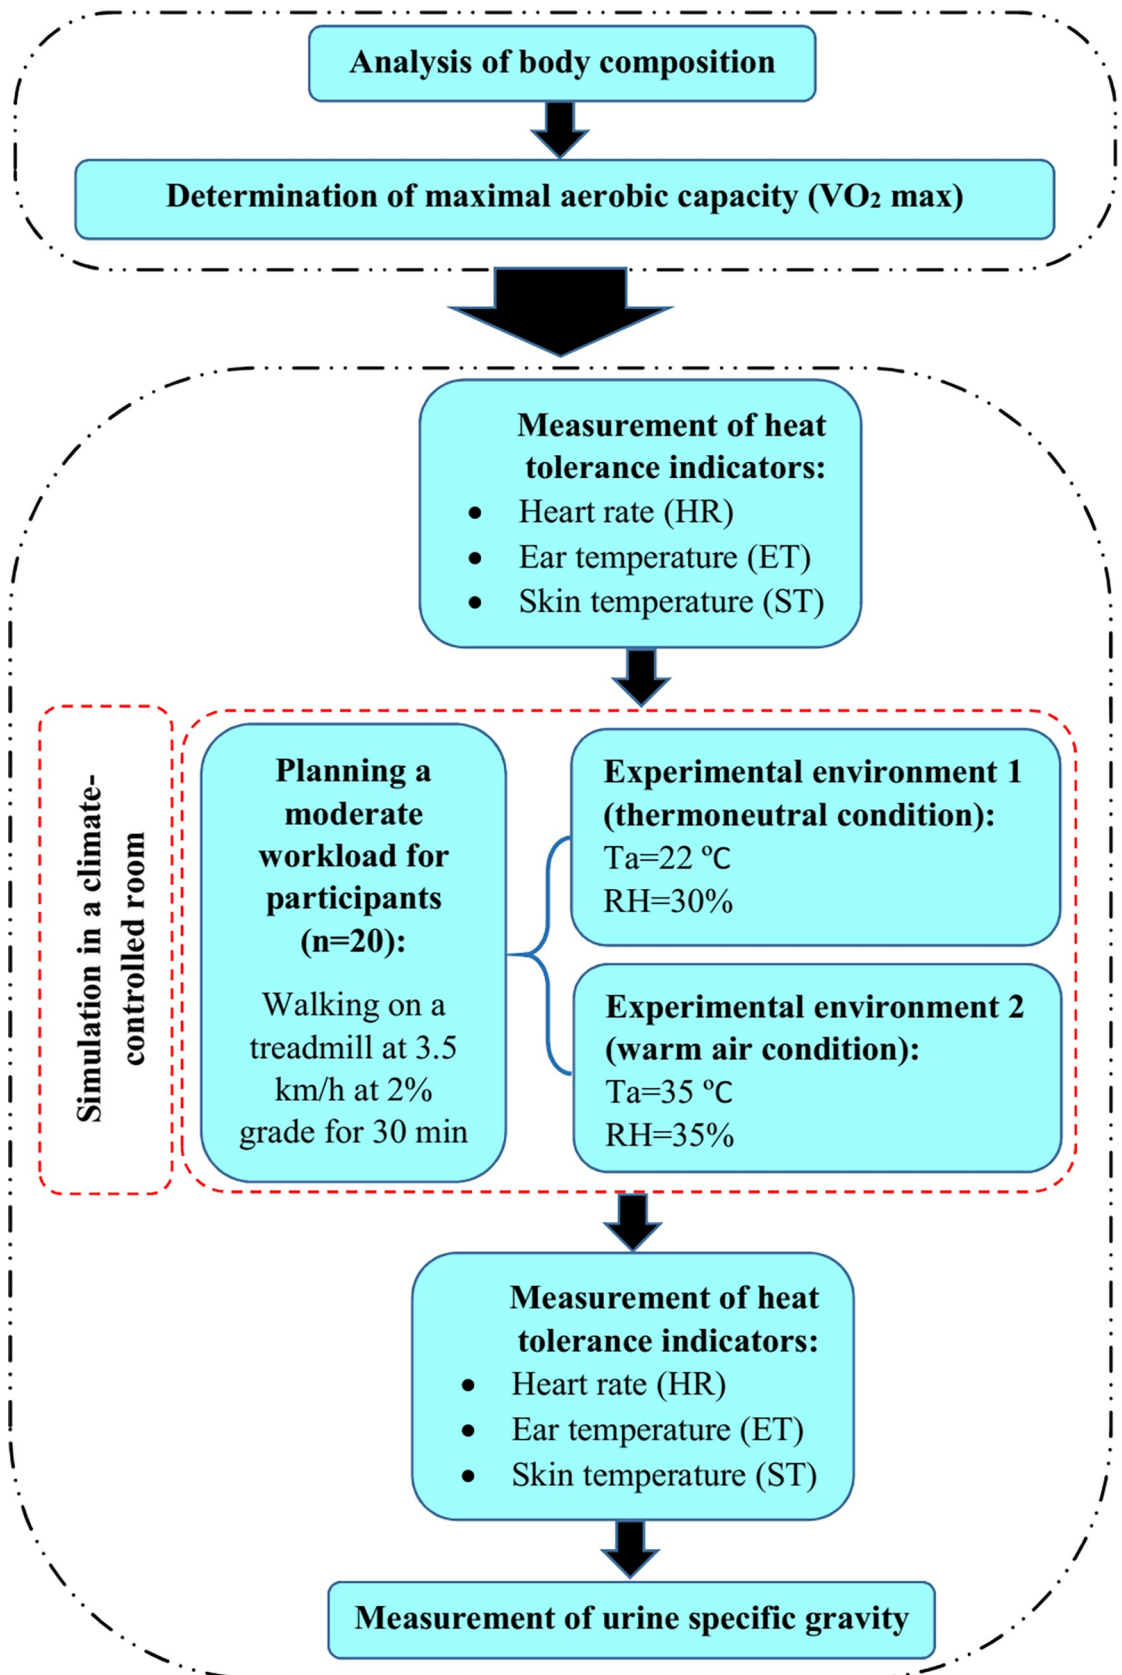 Analysis of body composition
Determination of maximal aerobic capacity (VO₂ max)
Measurement of heat
tolerance indicators:
• Heart rate (HR)
• Ear temperature (ET)
• Skin temperature (ST)
Simulation in a climate-
controlled room
Planning a
moderate
workload for
participants
(n=20):
Walking on a
treadmill at 3.5
km/h at 2%
grade for 30 min
Experimental environment 1
(thermoneutral condition):
Ta=22 ºC
RH=30%
Experimental environment 2
(warm air condition):
Ta=35 ºC
RH=35%
Measurement of heat
tolerance indicators:
• Heart rate (HR)
• Ear temperature (ET)
• Skin temperature (ST)
Measurement of urine specific gravity